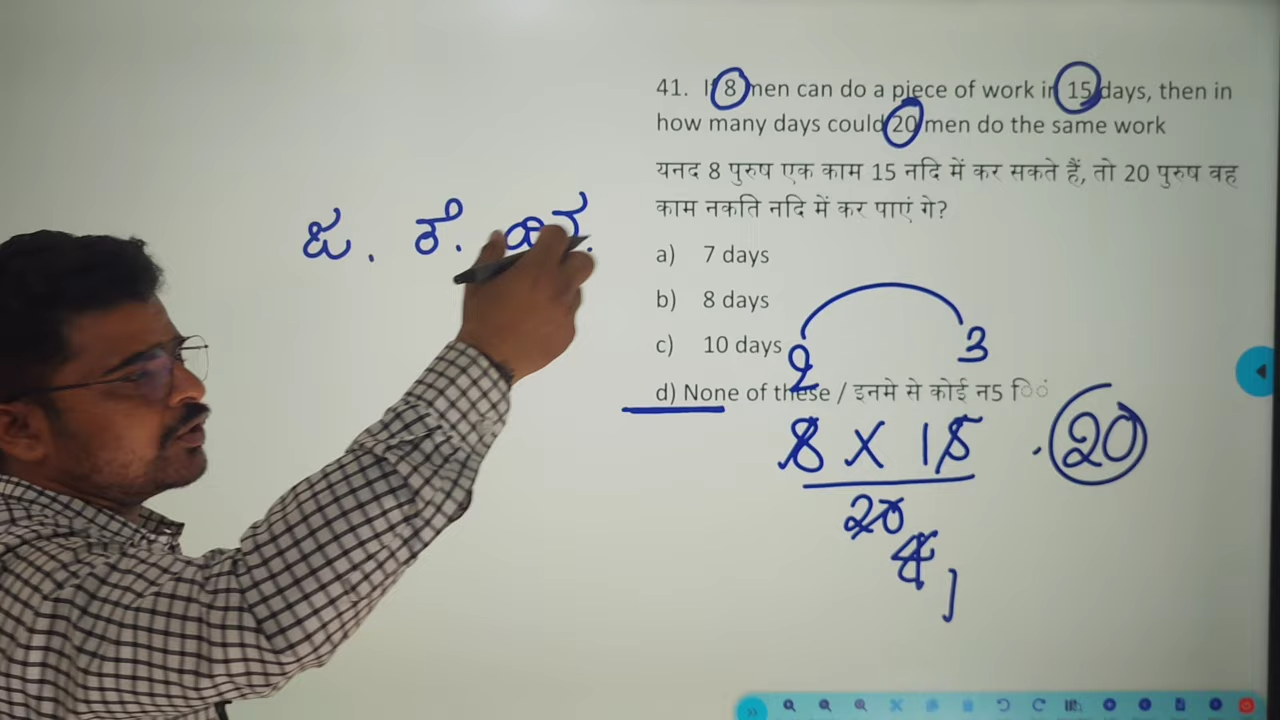 41. If 8 men can do a piece of work in 15 days, then in
how many days could 20 men do the same work
यनद 8 पुरुष एक काम 15 नदि में कर सकते हैं, तो 20 पुरुष वह
काम नकति नदि में कर पाएं गे?
a) 7 days
b) 8 days
c) 10 days
d) None of these / इनमे से कोई न5 िं
ಜ. ಕೆ.
2 3
8 X 15 . 20
20
4
1